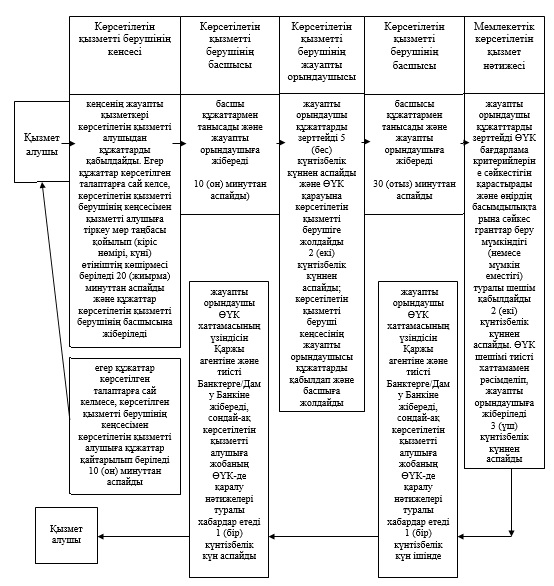 Көрсетілетін
қызметті берушінің
кенсесі
Көрсетілетін
қызметті
берушінің
басшысы
Көрсетілетін
қызметті
берушінің
жауапты
орындаушысы
Көрсетілетін
қызметті
берушінің
басшысы
Мемлекеттік
көрсетілетін
қызмет
нәтижесі
Қызмет
алушы
кеңсенің жауапты
қызметкері
көрсетілетін қызметті
алушыдан
құжаттарды
қабылдайды. Егер
құжаттар көрсетілген
талаптарға сай келсе,
көрсетілетін қызметті
берушінің кеңсесімен
қызметті алушыға
тіркеу мөр таңбасы
қойылып (кіріс
нөмірі, күні)
өтініштің көшірмесі
беріледі 20 (жиырма)
минуттан аспайды
және құжаттар
көрсетілетін қызметті
берушінің басшысына
жіберіледі
басшы
құжаттармен
танысады және
жауапты
орындаушыға
жібереді
10 (он) минуттан
аспайды)
жауапты
орындаушы
құжаттарды
зерттейді 5
(бес)
күнтізбелік
күннен аспайды
және ӨҮК
қарауына
көрсетілетін
қызметті
берушіге
жолдайды
2 (екі)
күнтізбелік
күннен
аспайды;
көрсетілетін
қызметті
беруші
кеңсесінің
жауапты
орындаушысы
құжаттарды
қабылдап және
басшыға
жолдайды
басшысы
құжаттармен
танысады және
жауапты
орындаушыға
жібереді
30 (отыз) минуттан
аспайды
жауапты
орындаушы
құжаттарды
зерттейді ӨҮК
бағдарлама
критерийлерін
е сәйкестігін
қарастырады
және өңірдің
басымдылықта
рына сәйкес
гранттар беру
мүмкіндігі
(немесе
мүмкін
еместігі)
туралы шешім
қабылдайды
2 (екі)
күнтізбелік
күннен
аспайды. ӨҮК
шешімі тиісті
хаттамамен
рәсімделіп,
жауапты
орындаушыға
жіберіледі
3 (үш)
күнтізбелік
күннен аспайды
егер құжаттар
көрсетілген
талаптарға сай
келмесе, көрсетілген
қызметті берушінің
кеңсесімен
көрсетілетін қызметті
алушыға құжаттар
қайтарылып беріледі
10 (он) минуттан
аспайды
жауапты
орындаушы
ӨҮК
хаттамасының
үзіндісін
Қаржы
агентіне және
тиісті
Банктерге/Дам
у Банкіне
жібереді,
сондай-ақ
көрсетілетін
қызметті
алушыға
жобаның
ӨҮК-де
қаралу
нәтижелері
туралы
хабардар етеді
1 (бір)
күнтізбелік
күн аспайды
жауапты
орындаушы
ӨҮК
хаттамасының
үзіндісін
Қаржы
агентіне және
тиісті
Банктерге/Дам
у Банкіне
жібереді,
сондай-ақ
көрсетілетін
қызметті
алушыға
жобаның
ӨҮК-де
қаралу
нәтижелері
туралы
хабардар етеді
1 (бір)
күнтізбелік
күн ішінде
Қызмет
алушы